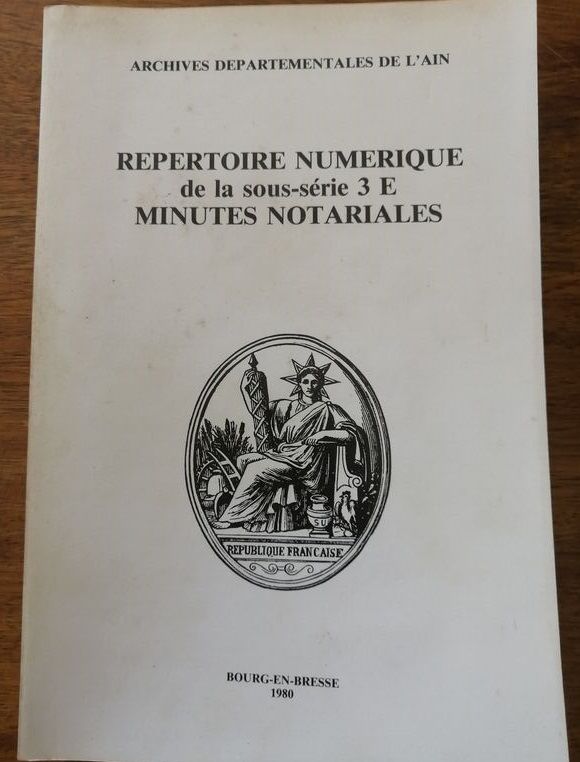 ARCHIVES DEPARTEMENTALES DE L'AIN
REPERTOIRE NUMERIQUE
de la sous-série 3 E
MINUTES NOTARIALES
SU
REPUBLIQUE FRANCAISE
BOURG-EN-BRESSE
1980